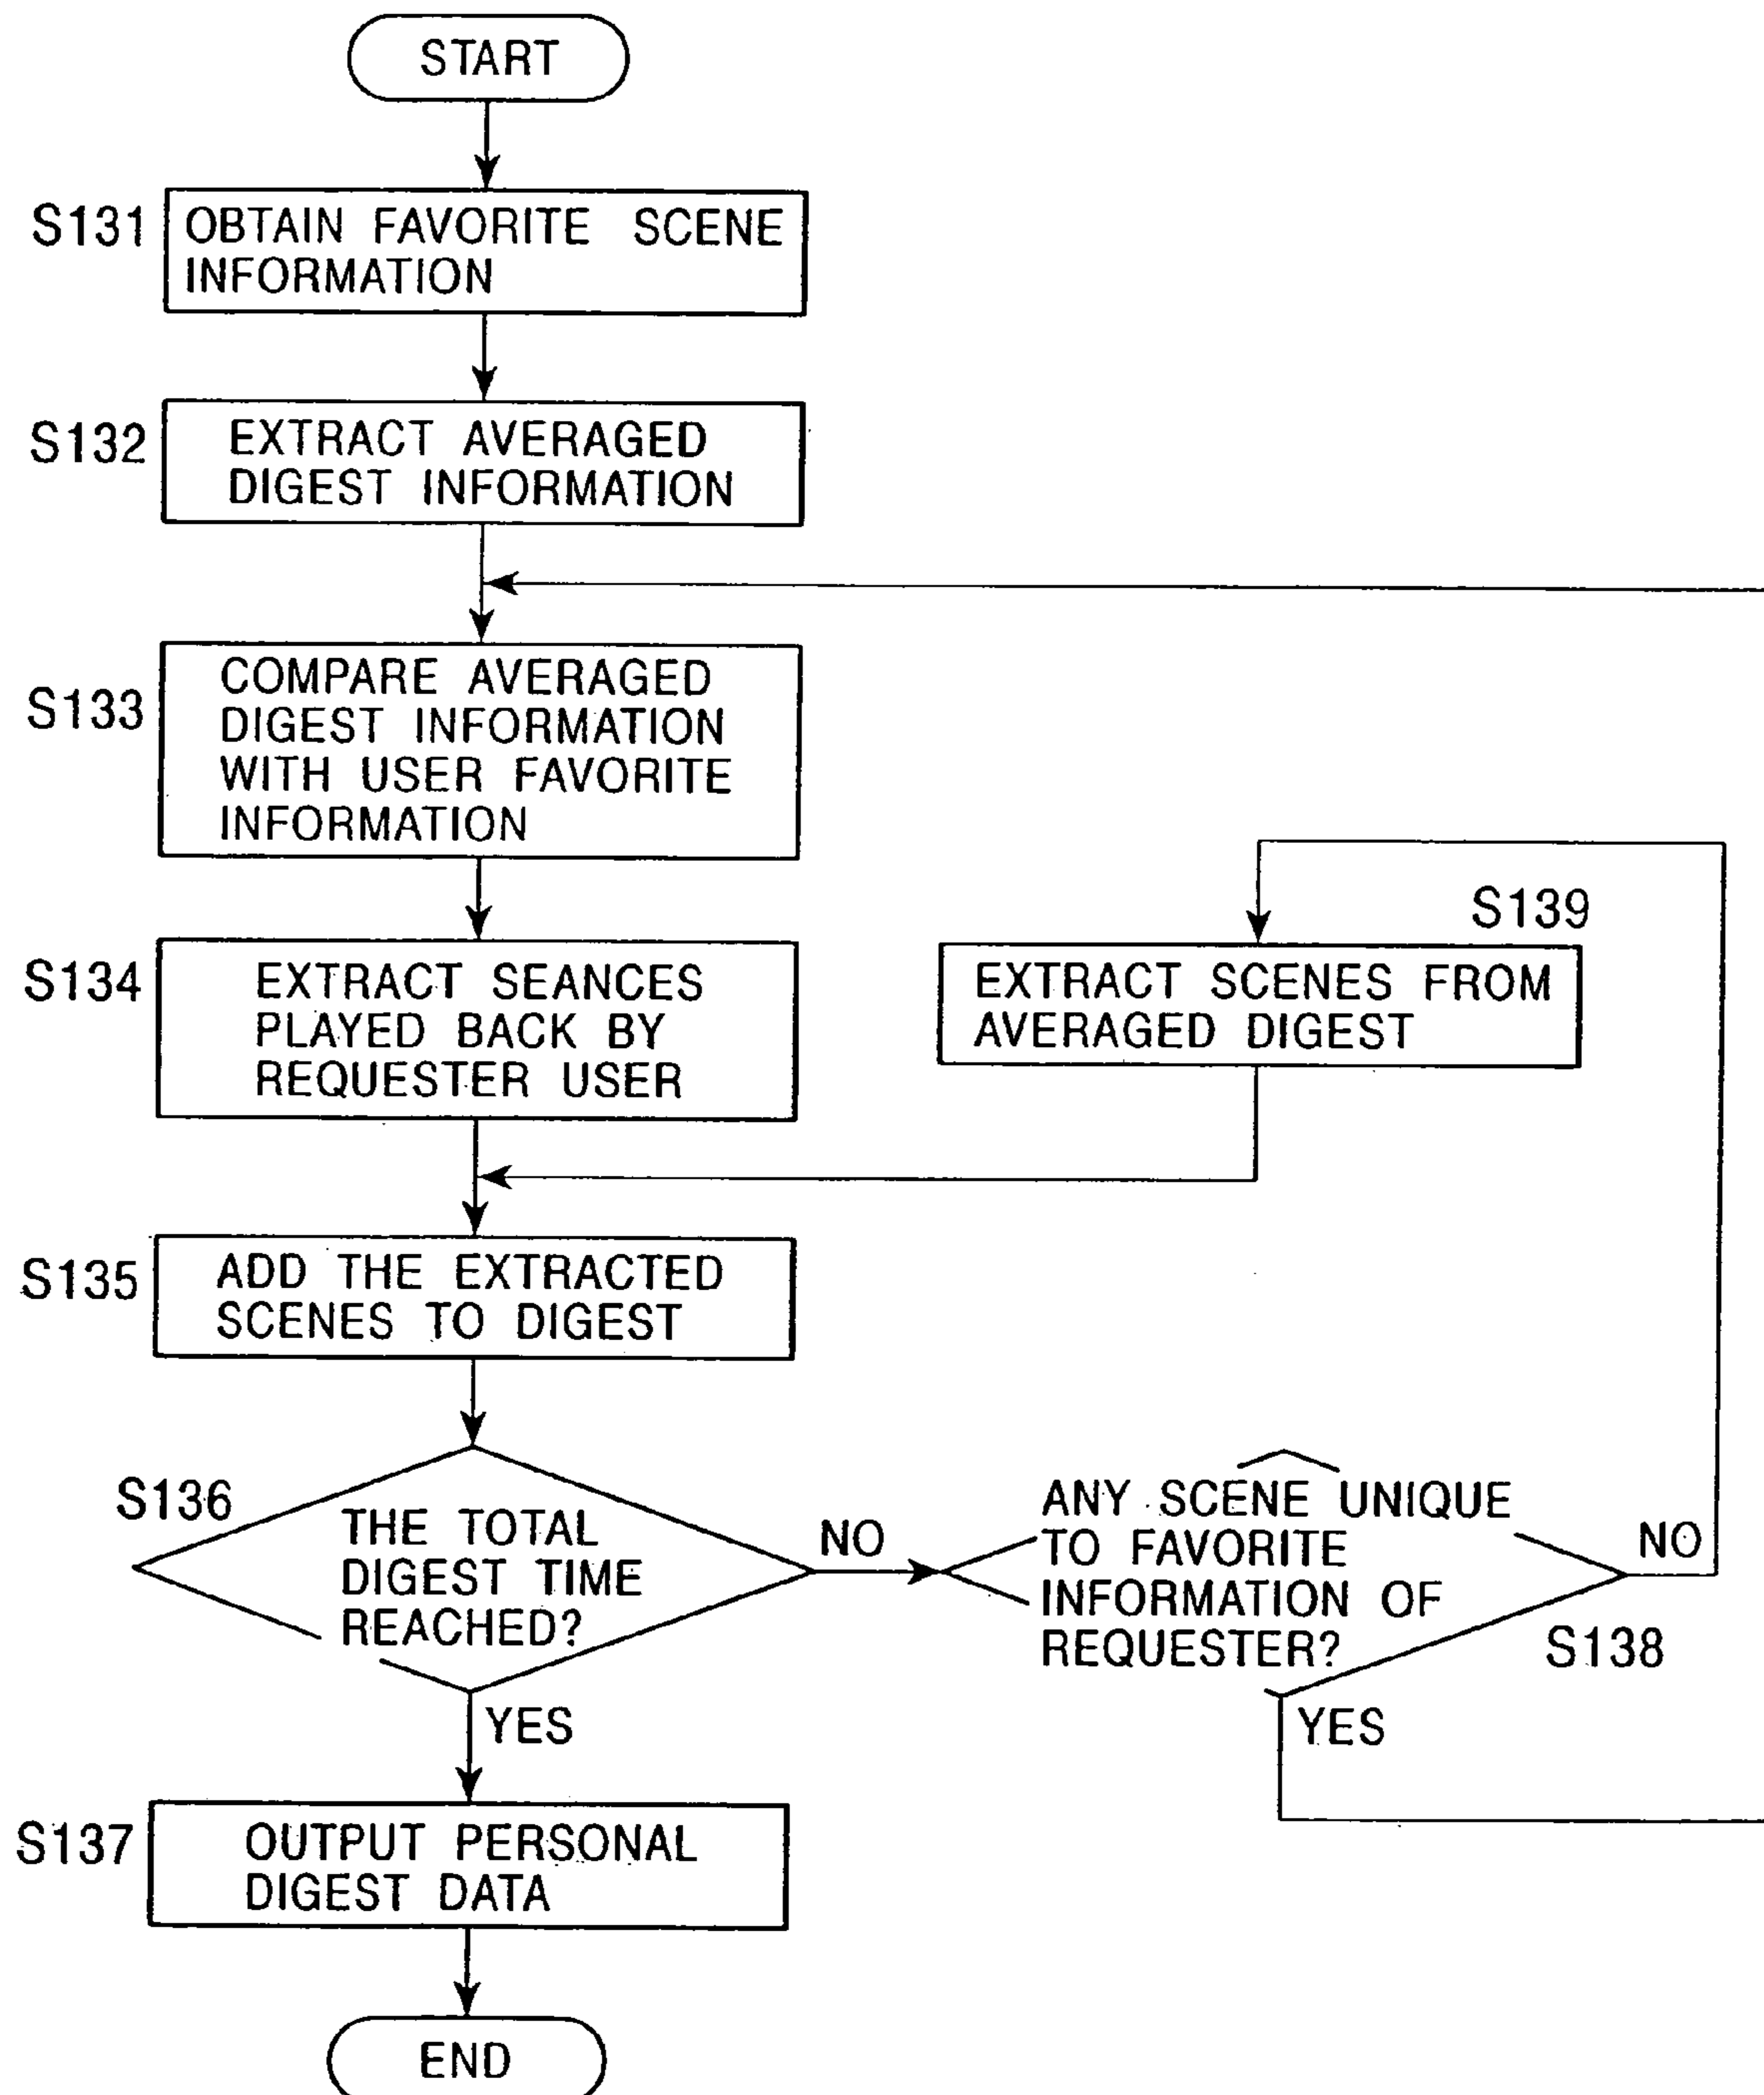 START
S131
OBTAIN FAVORITE SCENE
INFORMATION
S132
EXTRACT AVERAGED
DIGEST INFORMATION
S133
COMPARE AVERAGED
DIGEST INFORMATION
WITH USER FAVORITE
INFORMATION
S134
EXTRACT SEANCES
PLAYED BACK BY
REQUESTER USER
S139
EXTRACT SCENES FROM
AVERAGED DIGEST
S135
ADD THE EXTRACTED
SCENES TO DIGEST
S136
THE TOTAL
DIGEST TIME
REACHED?
NO
YES
ANY SCENE UNIQUE
TO FAVORITE
INFORMATION OF
REQUESTER?
NO
S138
YES
S137
OUTPUT PERSONAL
DIGEST DATA
END